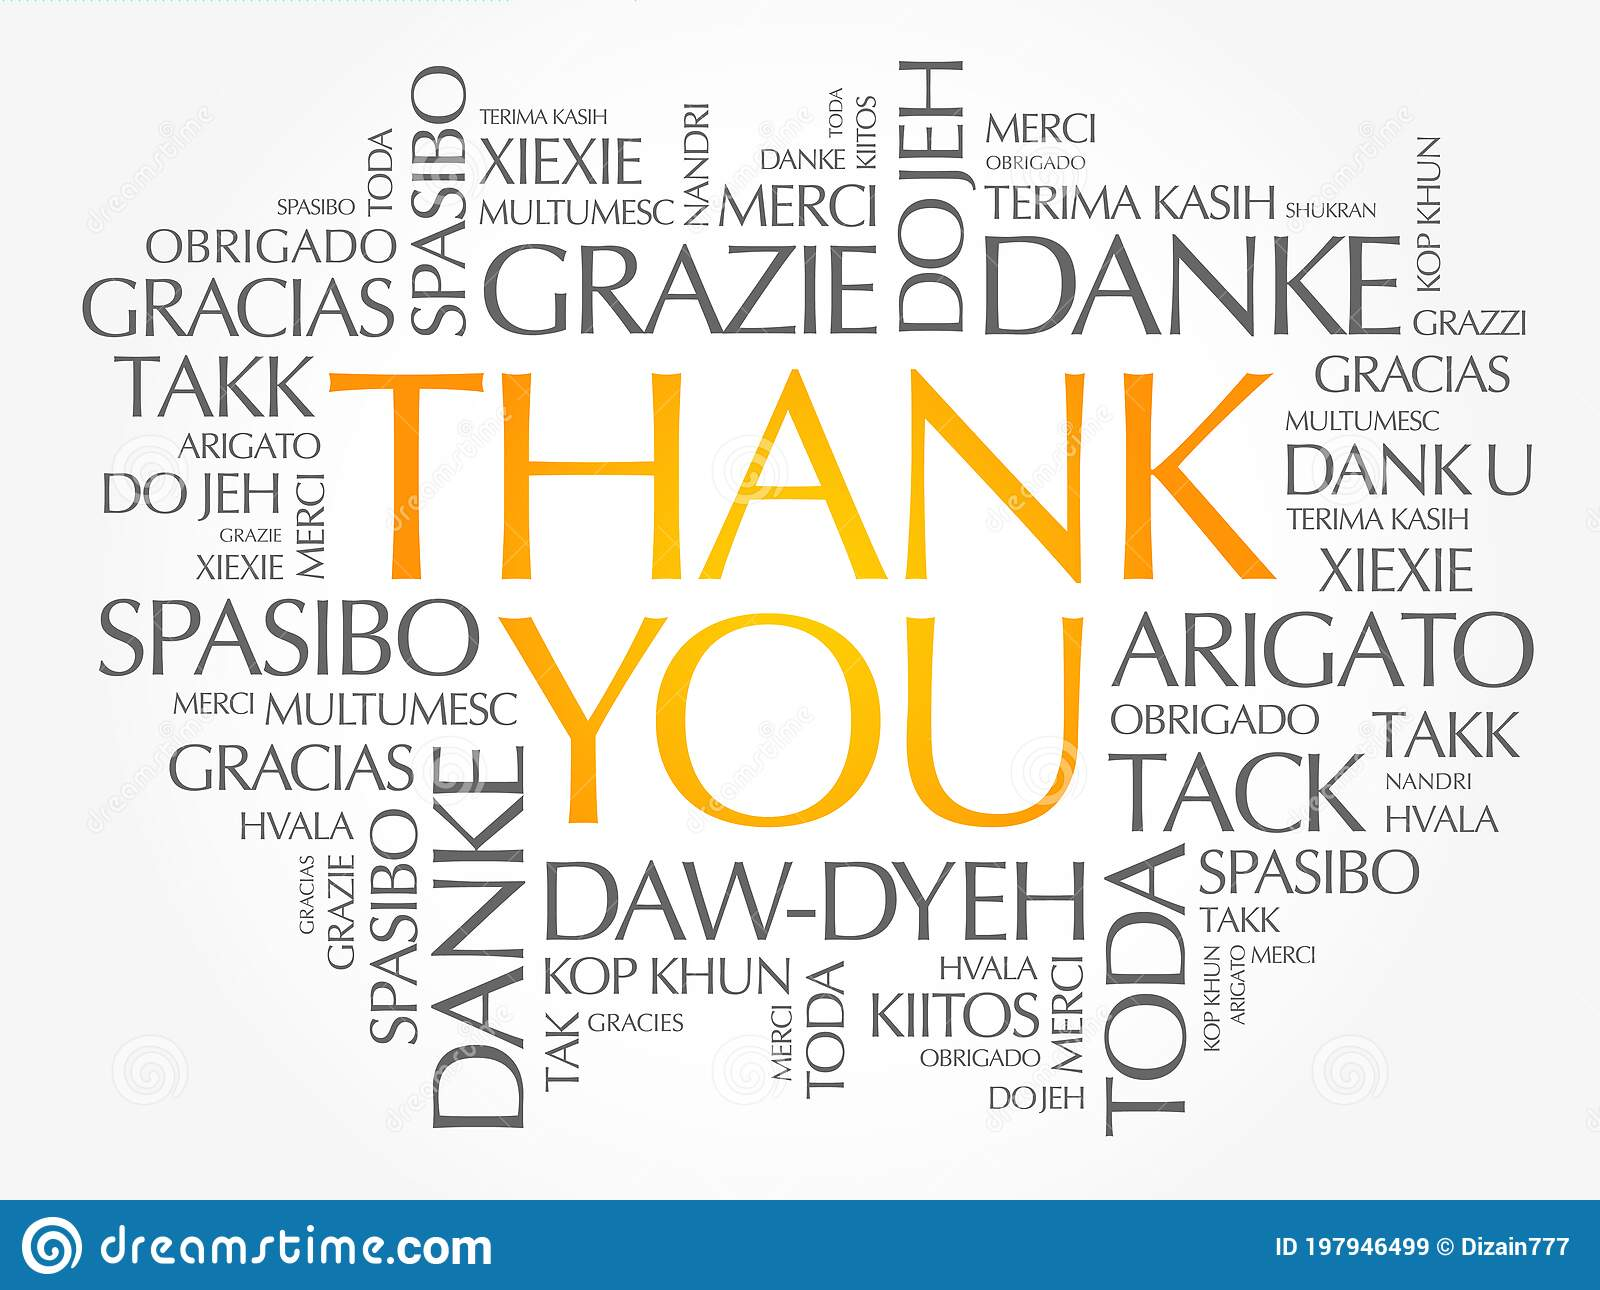 SPASIBO
TERIMA KASIH
TODA
XIEXIE
NANDRI
DANKE
TODA
KIITOS
DO JEH
MERCI
OBRIGADO
KOP KHUN
SPASIBO
MULTUMESC
MERCI
TERIMA KASIH
SHUKRAN
OBRIGADO
GRACIAS
GRAZIE
DANKE
GRAZZI
TAKK
THANK
GRACIAS
ARIGATO
MULTUMESC
DO JEH
MERCI
DANK U
GRAZIE
TERIMA KASIH
XIEXIE
XIEXIE
SPASIBO
YOU
ARIGATO
MERCI
MULTUMESC
OBRIGADO
TAKK
GRACIAS
DANKE
TACK
NANDRI
HVALA
HVALA
GRACIAS
GRAZIE
SPASIBO
DAW-DYEH
TODA
SPASIBO
TAKK
KOP KHUN
HVALA
MERCI
KOP KHUN
ARIGATO
MERCI
TAK
GRACIES
MERCI
TODA
KIITOS
OBRIGADO
DO JEH
dreamstime.com
ID 197946499 © Dizain777